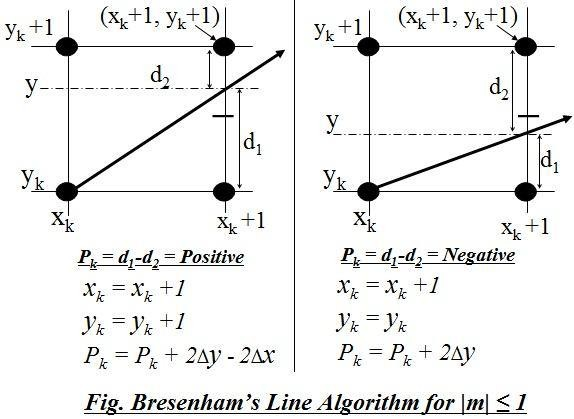 (xₖ+1, yₖ+1)
yₖ+1
d₂
y
d₁
yₖ
xₖ
xₖ+1
Pₖ = d₁-d₂ = Positive
xₖ = xₖ +1
yₖ = yₖ +1
Pₖ = Pₖ + 2Δy - 2Δx
(xₖ+1, yₖ+1)
yₖ+1
d₂
y
d₁
yₖ
xₖ
xₖ+1
Pₖ = d₁-d₂ = Negative
xₖ = xₖ +1
yₖ = yₖ
Pₖ = Pₖ + 2Δy
Fig. Bresenham's Line Algorithm for |m| ≤ 1